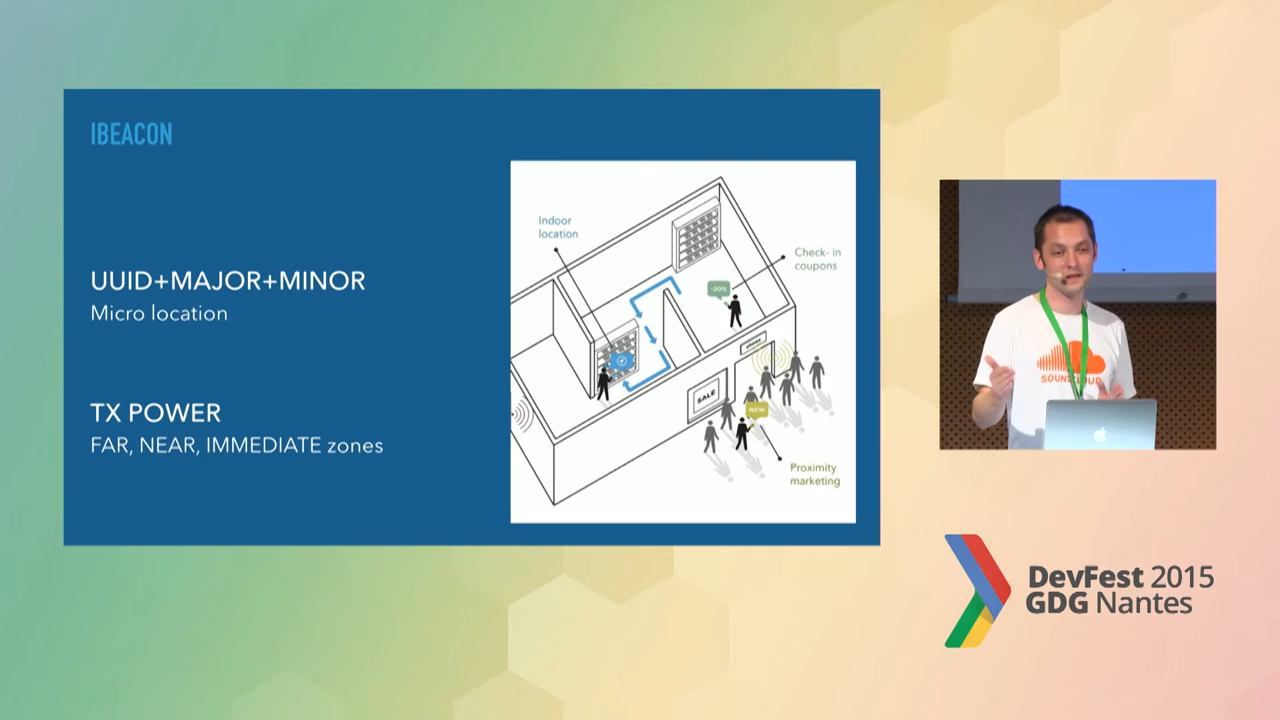 IBEACON
UUID+MAJOR+MINOR
Micro location
TX POWER
FAR, NEAR, IMMEDIATE zones
Indoor
location
Check- in
coupons
-20%
SALE
NEW
Proximity
marketing
SOUNDCLOUD
DevFest 2015
GDG Nantes